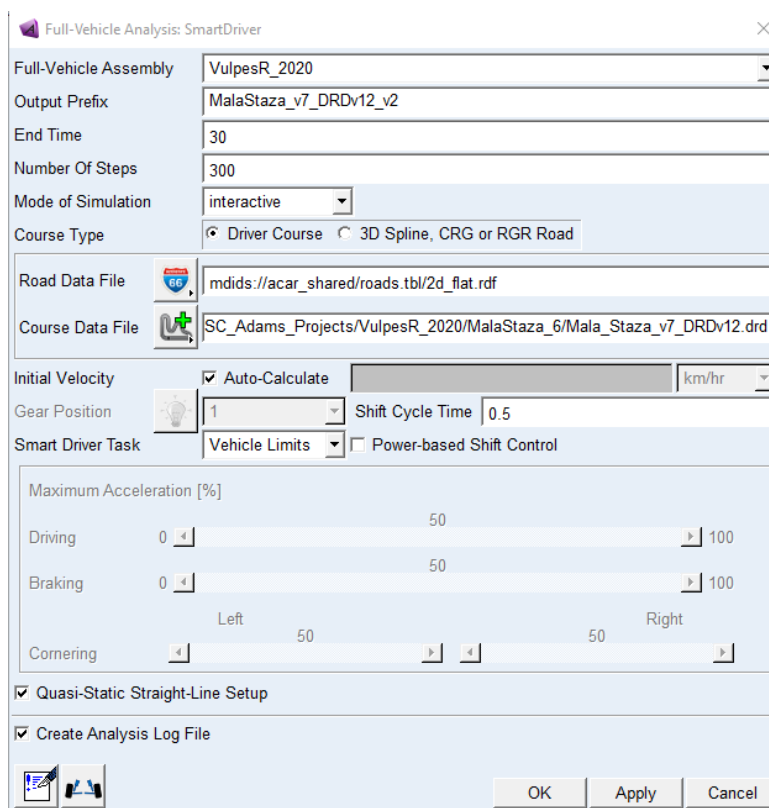 Full-Vehicle Analysis: SmartDriver
Full-Vehicle Assembly VulpesR_2020
Output Prefix MalaStaza_v7_DRDv12_v2
End Time 30
Number Of Steps 300
Mode of Simulation interactive
Course Type Driver Course 3D Spline, CRG or RGR Road
Road Data File 66 mdids://acar_shared/roads.tbl/2d_flat.rdf
Course Data File SC_Adams_Projects/VulpesR_2020/MalaStaza_6/Mala_Staza_v7_DRDv12.drd
Initial Velocity Auto-Calculate km/hr
Gear Position 1 Shift Cycle Time 0.5
Smart Driver Task Vehicle Limits Power-based Shift Control
Maximum Acceleration [%]
50
Driving 0 100
50
Braking 0 100
Left Right
50 50
Cornering
Quasi-Static Straight-Line Setup
Create Analysis Log File
OK Apply Cancel